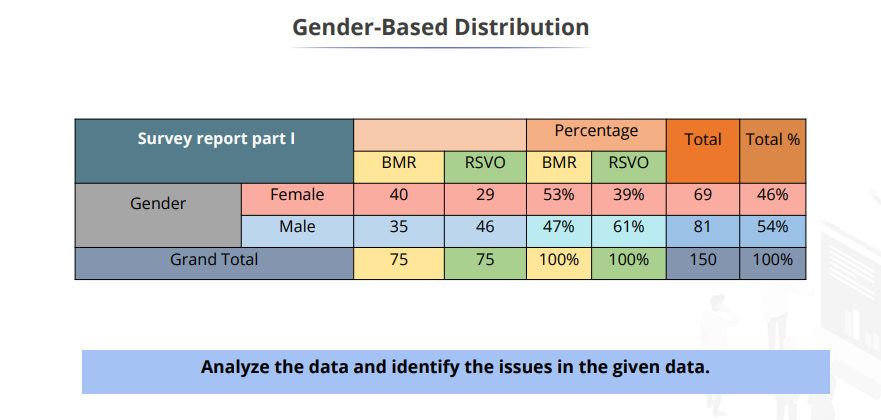 Gender-Based Distribution
Survey report part I
Percentage
Total
Total %
BMR RSVO BMR RSVO
Gender
Female 40 29 53% 39% 69 46%
Male 35 46 47% 61% 81 54%
Grand Total 75 75 100% 100% 150 100%
Analyze the data and identify the issues in the given data.